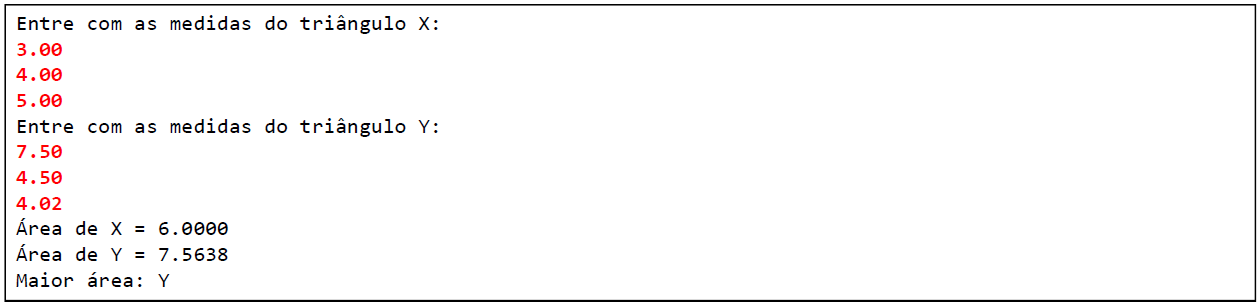 Entre com as medidas do triângulo X:
3.00
4.00
5.00
Entre com as medidas do triângulo Y:
7.50
4.50
4.02
Área de X = 6.0000
Área de Y = 7.5638
Maior área: Y